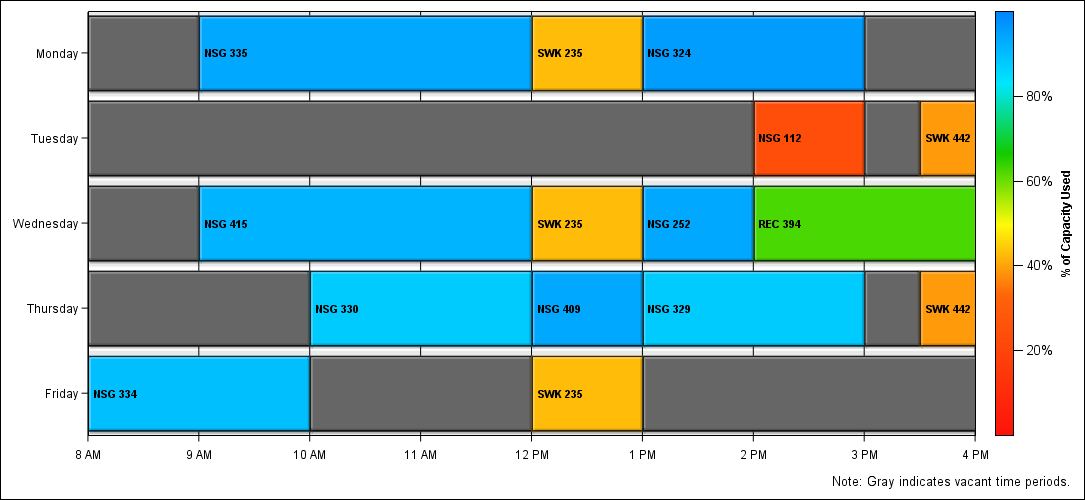 Monday
NSG 335
SWK 235
NSG 324
Tuesday
NSG 112
SWK 442
Wednesday
NSG 415
SWK 235
NSG 252
REC 394
Thursday
NSG 330
NSG 409
NSG 329
SWK 442
Friday
NSG 334
SWK 235
8 AM
9 AM
10 AM
11 AM
12 PM
1 PM
2 PM
3 PM
4 PM
80%
60%
40%
20%
% of Capacity Used
Note: Gray indicates vacant time periods.